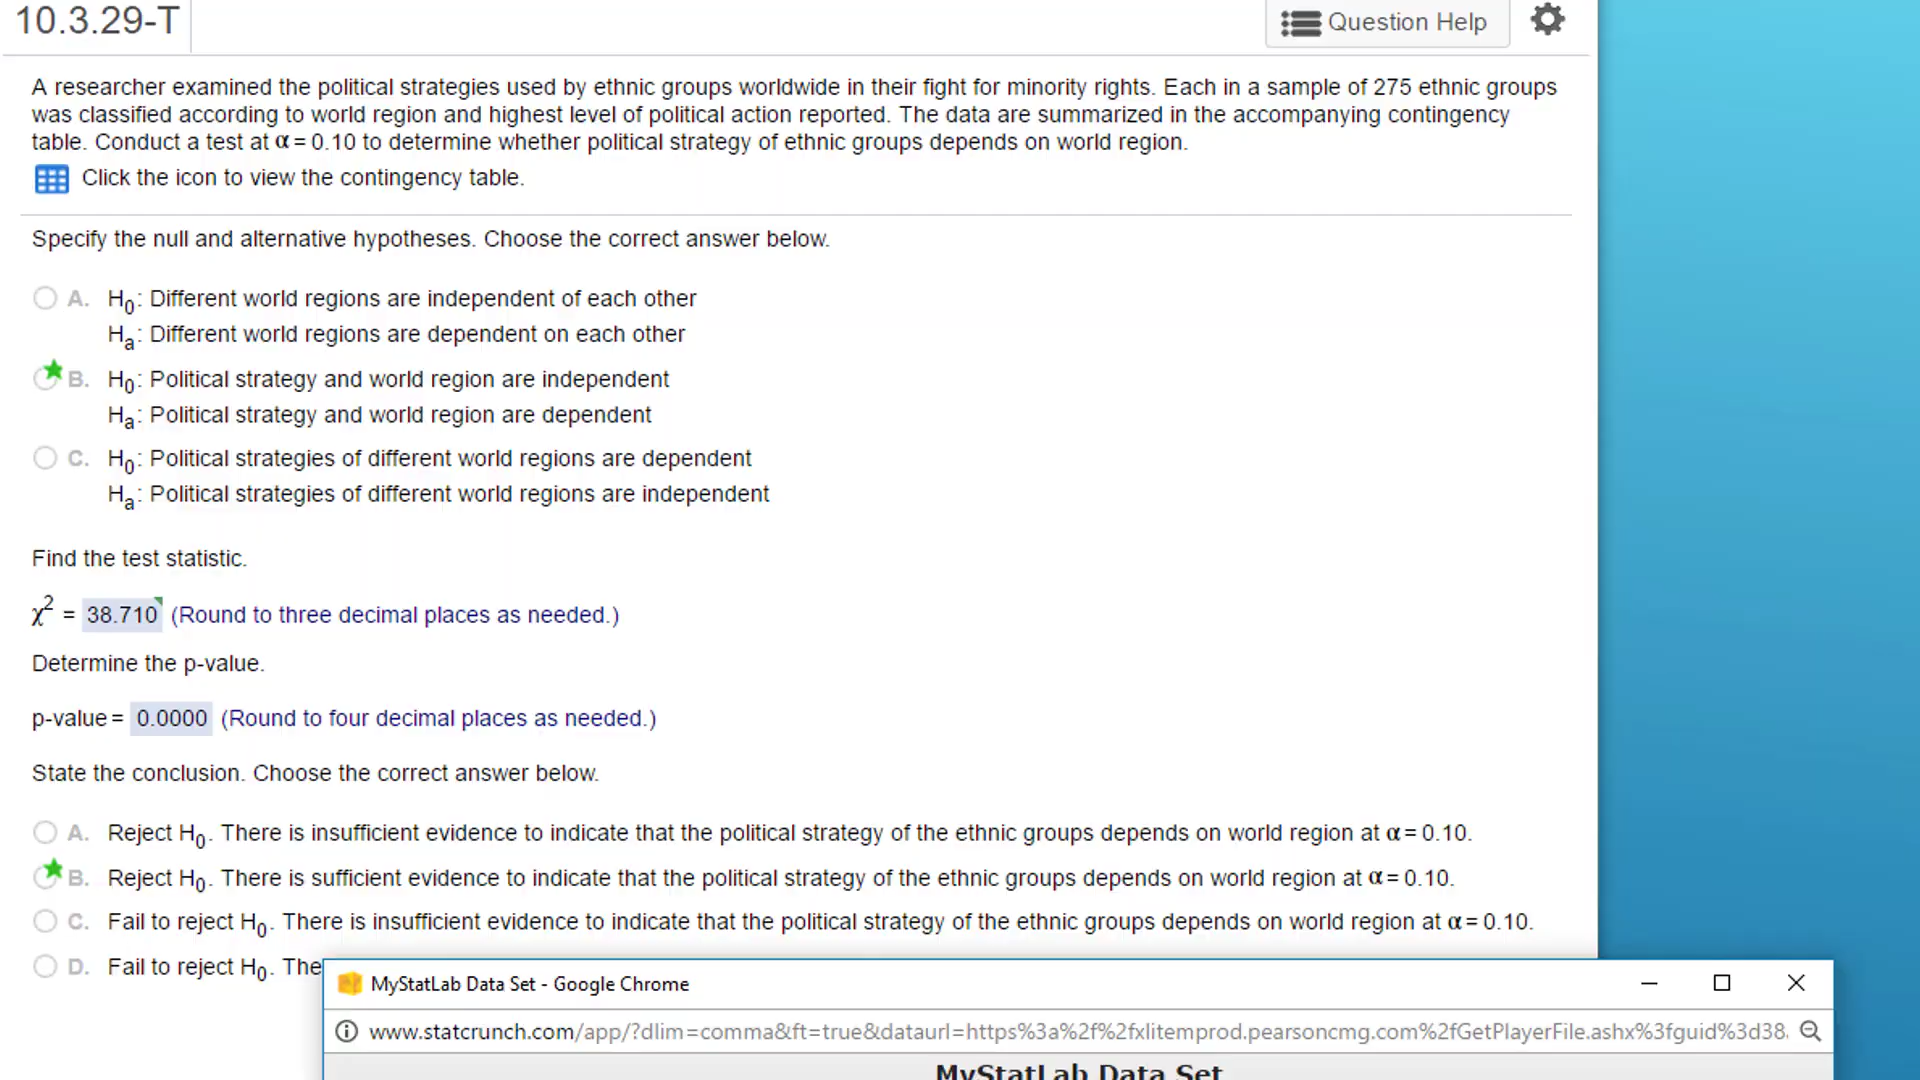 10.3.29-T
Question Help
A researcher examined the political strategies used by ethnic groups worldwide in their fight for minority rights. Each in a sample of 275 ethnic groups
was classified according to world region and highest level of political action reported. The data are summarized in the accompanying contingency
table. Conduct a test at α = 0.10 to determine whether political strategy of ethnic groups depends on world region.
Click the icon to view the contingency table.
Specify the null and alternative hypotheses. Choose the correct answer below.
A. H0: Different world regions are independent of each other
Ha: Different world regions are dependent on each other
B. H0: Political strategy and world region are independent
Ha: Political strategy and world region are dependent
C. H0: Political strategies of different world regions are dependent
Ha: Political strategies of different world regions are independent
Find the test statistic.
χ2 = 38.710 (Round to three decimal places as needed.)
Determine the p-value.
p-value = 0.0000 (Round to four decimal places as needed.)
State the conclusion. Choose the correct answer below.
A. Reject H0. There is insufficient evidence to indicate that the political strategy of the ethnic groups depends on world region at α = 0.10.
B. Reject H0. There is sufficient evidence to indicate that the political strategy of the ethnic groups depends on world region at α = 0.10.
C. Fail to reject H0. There is insufficient evidence to indicate that the political strategy of the ethnic groups depends on world region at α = 0.10.
D. Fail to reject H0. The
MyStatLab Data Set - Google Chrome
www.statcrunch.com/app/?dlim=comma&ft=true&dataurl=https%3a%2f%2fxlitemprod.pearsoncmg.com%2fGetPlayerFile.ashx%3fguid%3d38.
MyStatLab Data Set